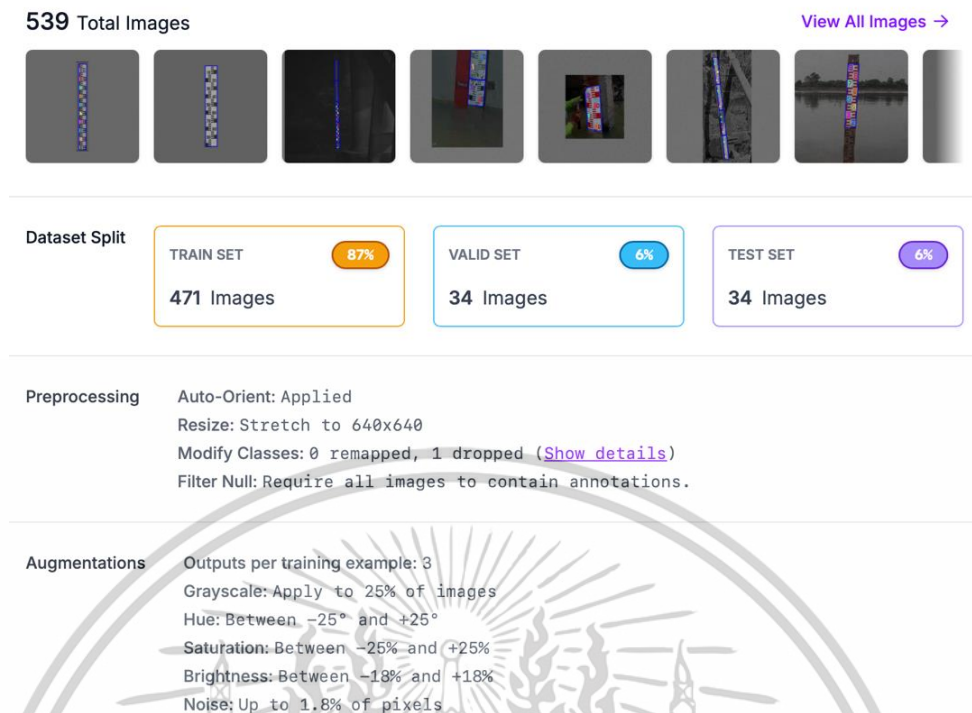 539 Total Images
View All Images →
Dataset Split
TRAIN SET 87%
471 Images
VALID SET 6%
34 Images
TEST SET 6%
34 Images
Preprocessing
Auto-Orient: Applied
Resize: Stretch to 640x640
Modify Classes: 0 remapped, 1 dropped (Show details)
Filter Null: Require all images to contain annotations.
Augmentations
Outputs per training example: 3
Grayscale: Apply to 25% of images
Hue: Between −25° and +25°
Saturation: Between −25% and +25%
Brightness: Between −18% and +18%
Noise: Up to 1.8% of pixels